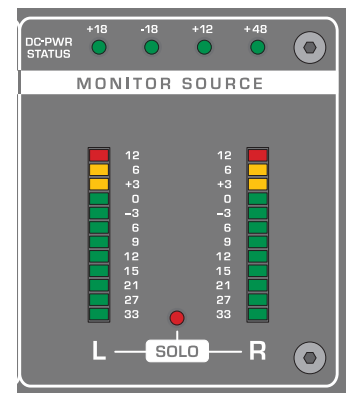 +18 -18 +12 +48
DC-PWR
STATUS
MONITOR SOURCE
12 12
6 6
+3 +3
0 0
-3 -3
6 6
9 9
12 12
15 15
21 21
27 27
33 33
L SOLO R